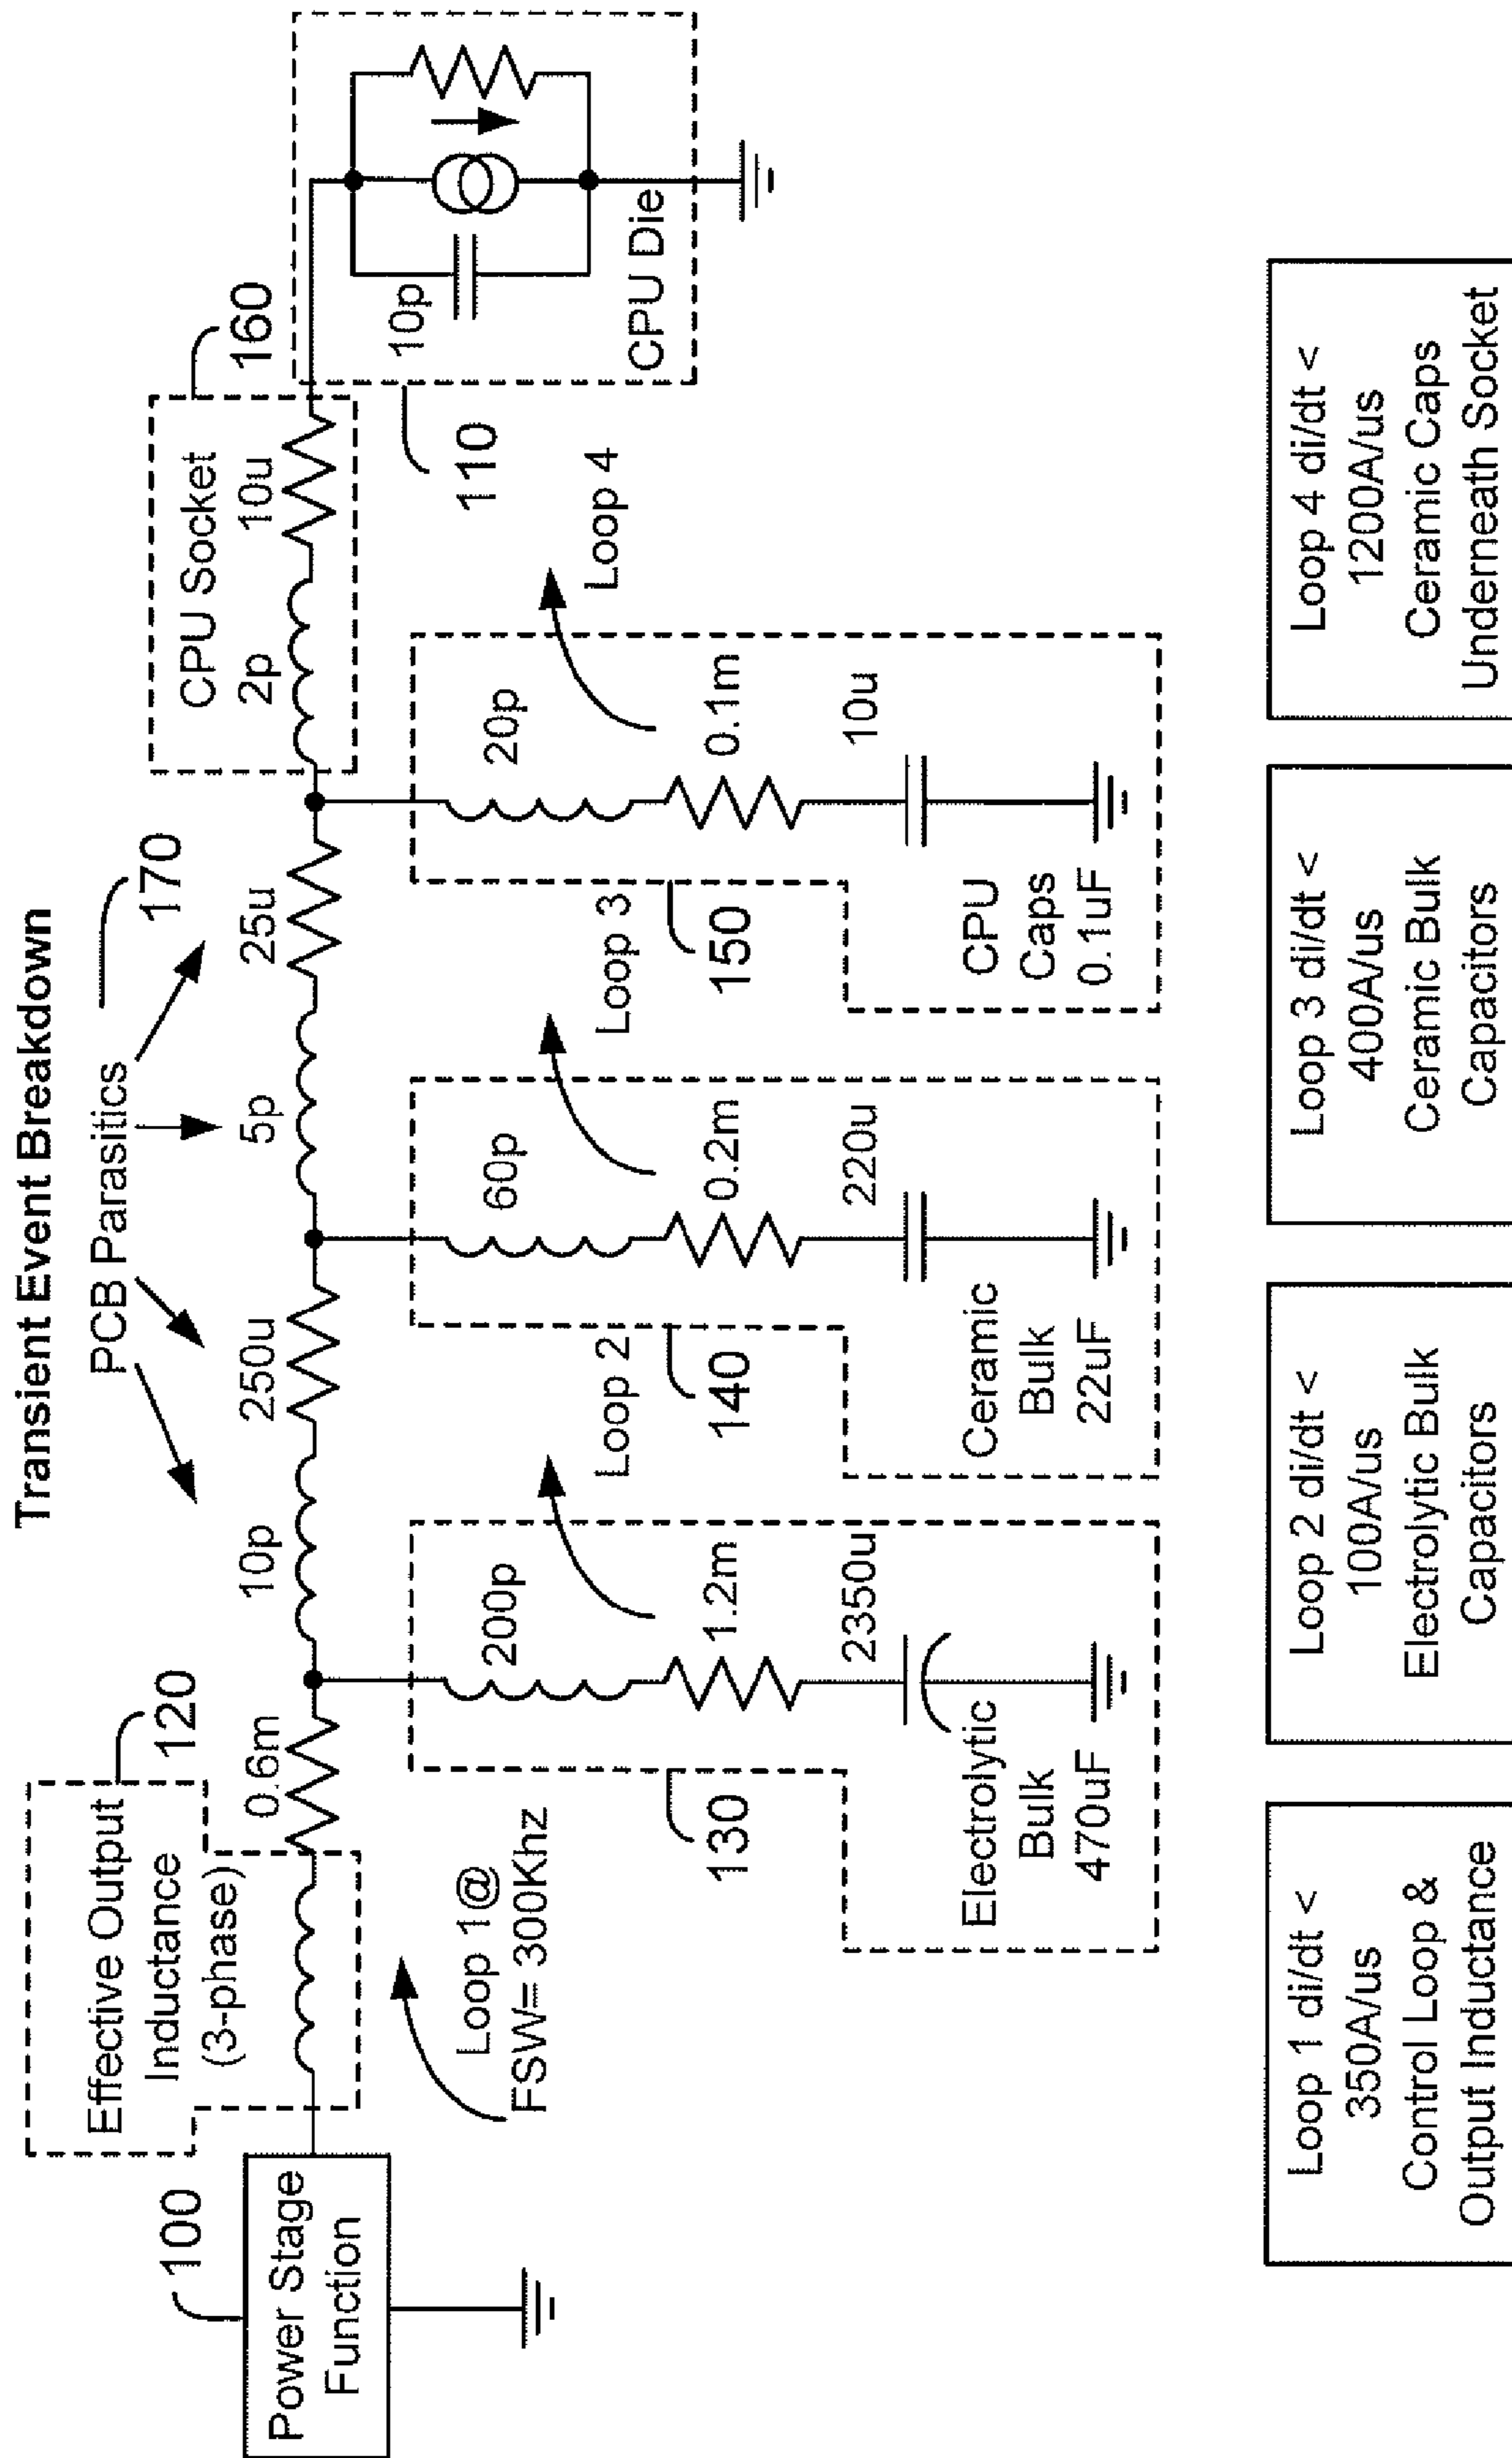 Transient Event Breakdown
PCB Parasitics
170
100
Power Stage
Function
Effective Output
Inductance
(3-phase)
120
0.6m
10p
250u
5p
25u
CPU Socket
2p
10u
160
10p
CPU Die
110
Loop 1@
FSW= 300Khz
Loop 2
Loop 3
Loop 4
130
200p
1.2m
2350u
Electrolytic
Bulk
470uF
140
60p
0.2m
220u
Ceramic
Bulk
22uF
150
20p
0.1m
10u
CPU
Caps
0.1uF
Loop 1 di/dt <
350A/us
Control Loop &
Output Inductance
Loop 2 di/dt <
100A/us
Electrolytic Bulk
Capacitors
Loop 3 di/dt <
400A/us
Ceramic Bulk
Capacitors
Loop 4 di/dt <
1200A/us
Ceramic Caps
Underneath Socket